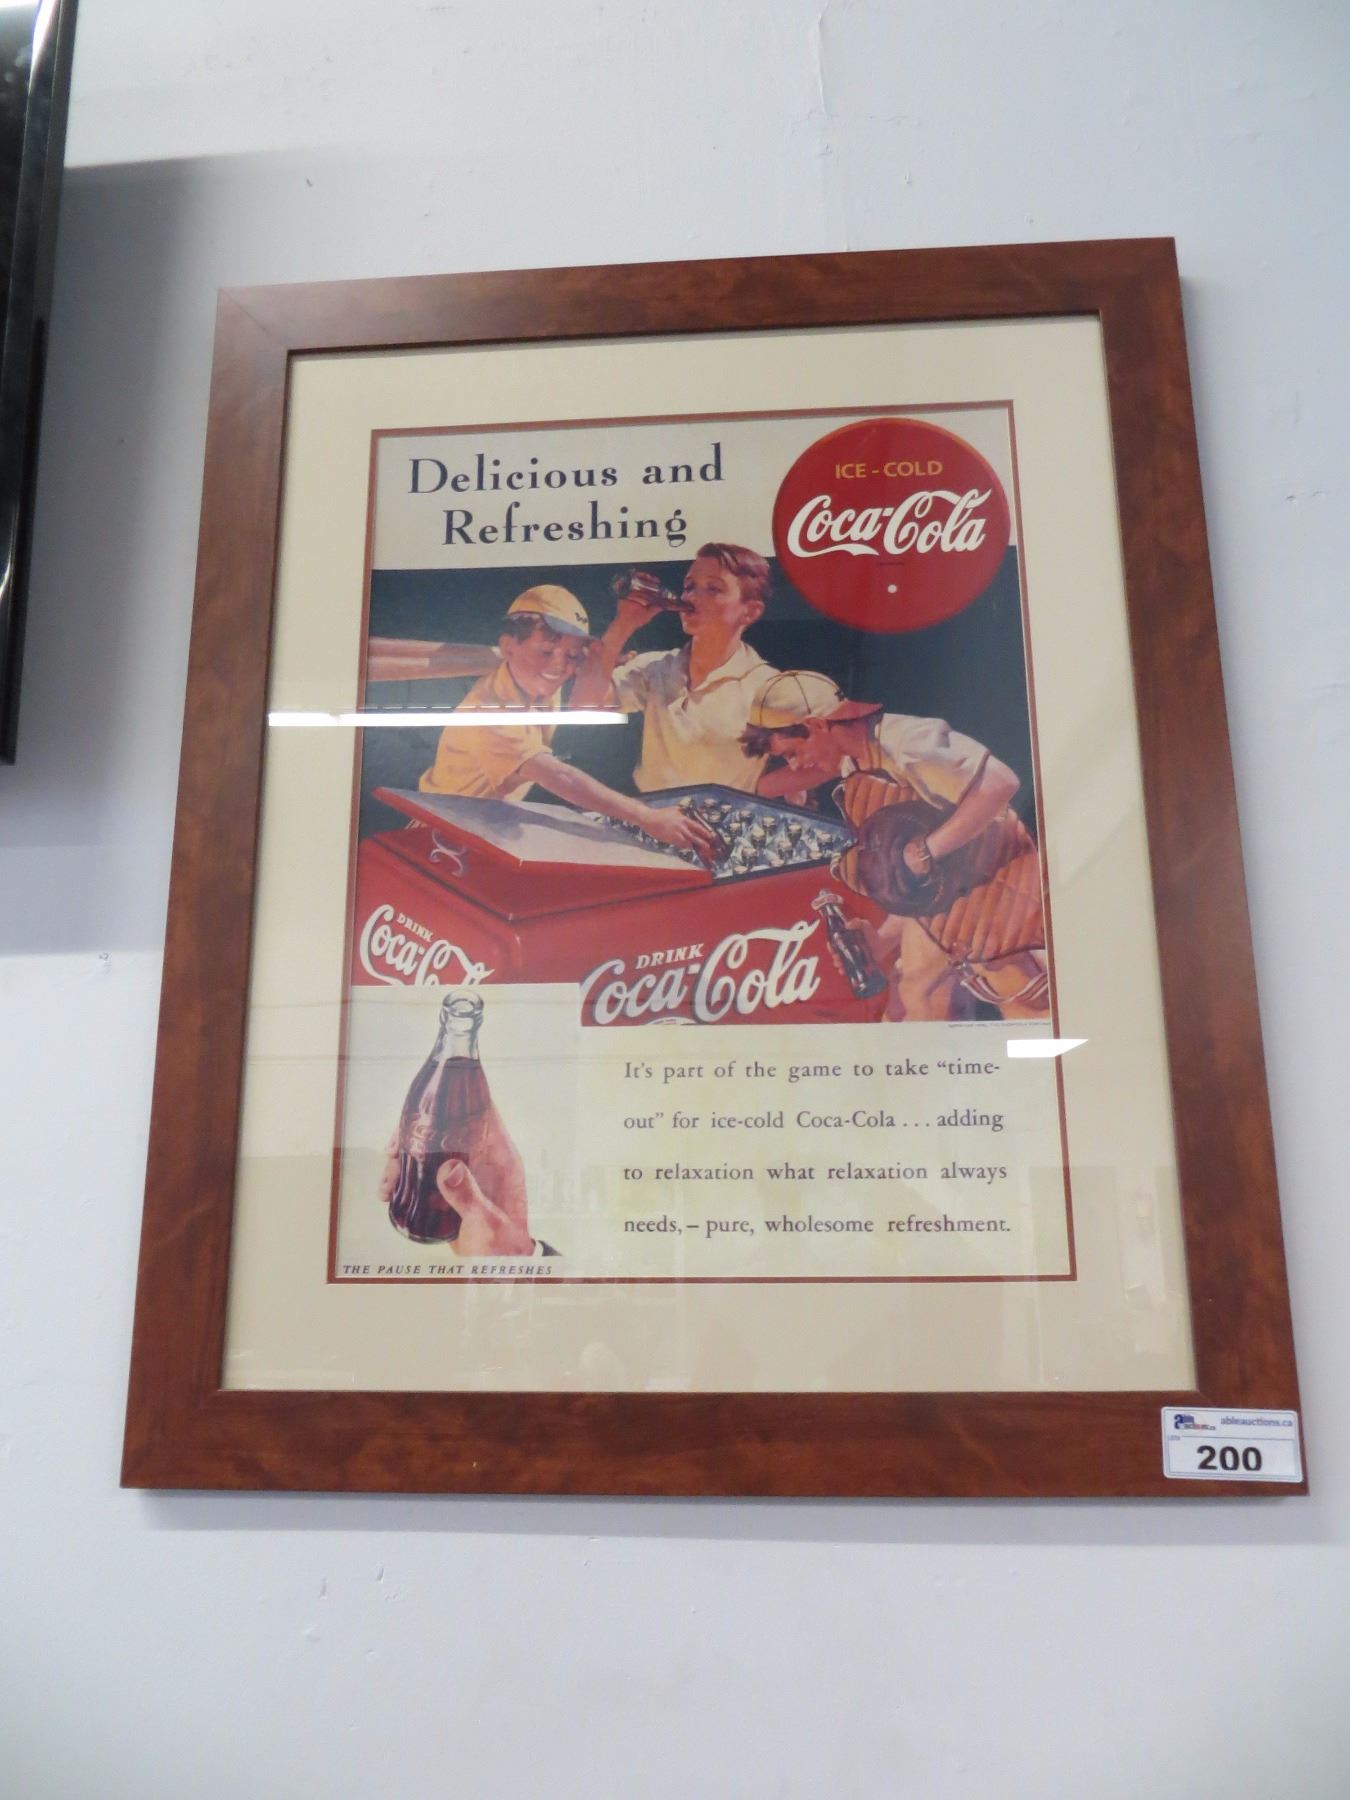 Delicious and
Refreshing
ICE-COLD
Coca-Cola
DRINK
Coca-Co
DRINK
Coca-Cola
It's part of the game to take “time-
out” for ice-cold Coca-Cola . . . adding
to relaxation what relaxation always
needs,– pure, wholesome refreshment.
THE PAUSE THAT REFRESHES
ableauctions.ca
200